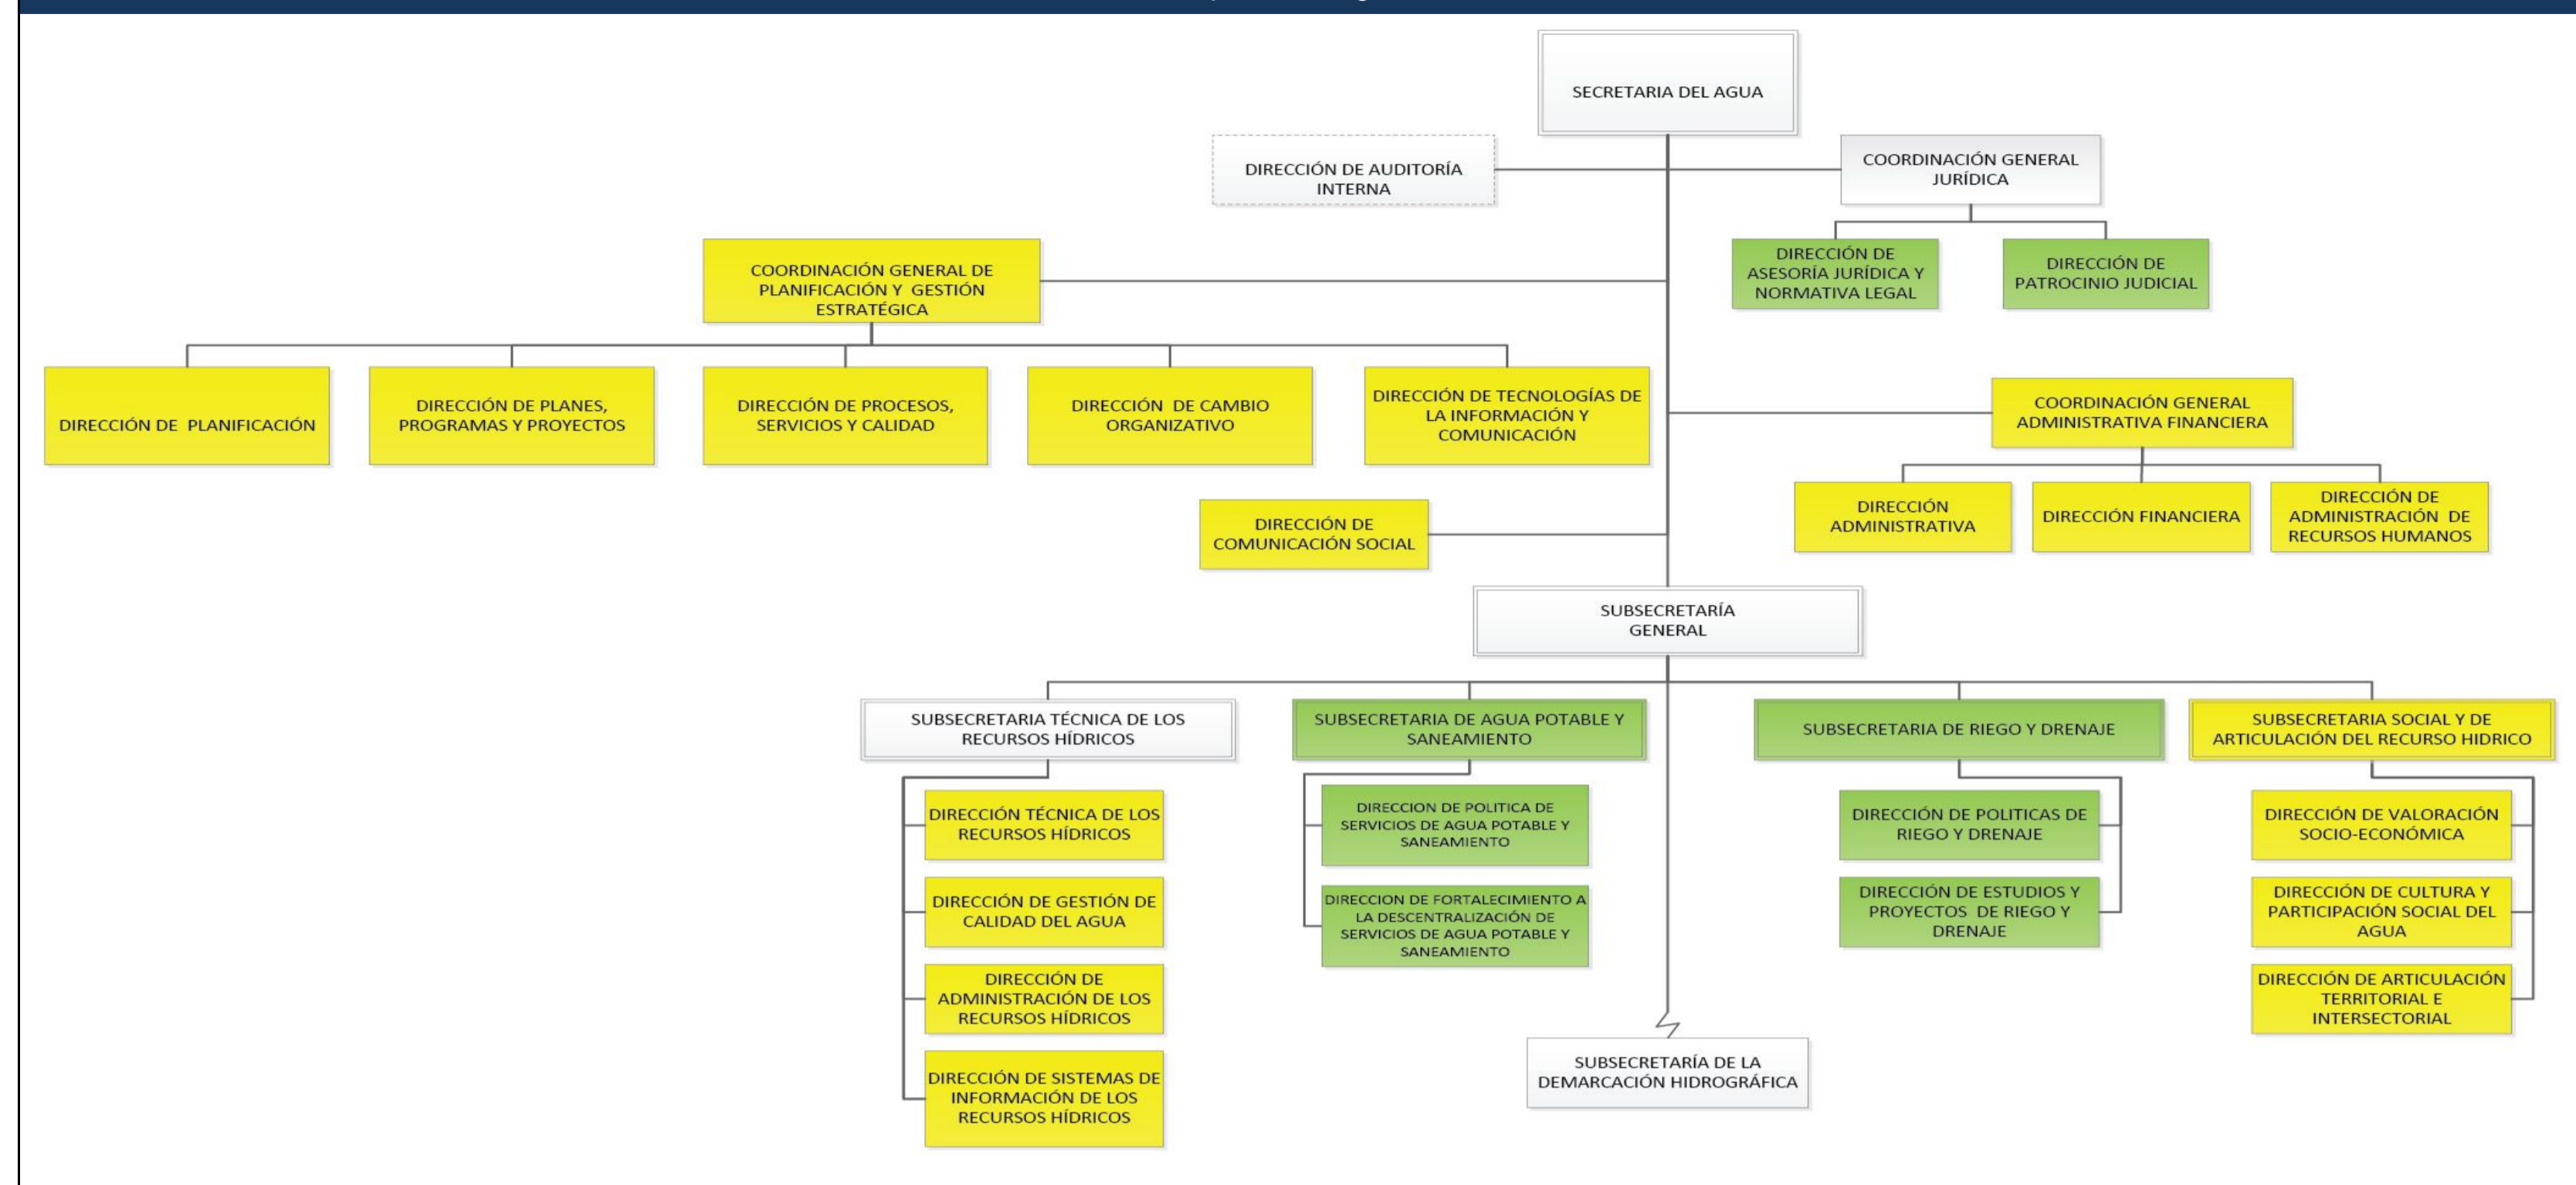 SECRETARIA DEL AGUA
DIRECCIÓN DE AUDITORÍA
INTERNA
COORDINACIÓN GENERAL
JURÍDICA
DIRECCIÓN DE
ASESORÍA JURÍDICA Y
NORMATIVA LEGAL
DIRECCIÓN DE
PATROCINIO JUDICIAL
COORDINACIÓN GENERAL DE
PLANIFICACIÓN Y GESTIÓN
ESTRATÉGICA
DIRECCIÓN DE PLANIFICACIÓN
DIRECCIÓN DE PLANES,
PROGRAMAS Y PROYECTOS
DIRECCIÓN DE PROCESOS,
SERVICIOS Y CALIDAD
DIRECCIÓN DE CAMBIO
ORGANIZATIVO
DIRECCIÓN DE TECNOLOGÍAS DE
LA INFORMACIÓN Y
COMUNICACIÓN
COORDINACIÓN GENERAL
ADMINISTRATIVA FINANCIERA
DIRECCIÓN
ADMINISTRATIVA
DIRECCIÓN FINANCIERA
DIRECCIÓN DE
ADMINISTRACIÓN DE
RECURSOS HUMANOS
DIRECCIÓN DE
COMUNICACIÓN SOCIAL
SUBSECRETARÍA
GENERAL
SUBSECRETARIA TÉCNICA DE LOS
RECURSOS HÍDRICOS
DIRECCIÓN TÉCNICA DE LOS
RECURSOS HÍDRICOS
DIRECCIÓN DE GESTIÓN DE
CALIDAD DEL AGUA
DIRECCIÓN DE
ADMINISTRACIÓN DE LOS
RECURSOS HÍDRICOS
DIRECCIÓN DE SISTEMAS DE
INFORMACIÓN DE LOS
RECURSOS HÍDRICOS
SUBSECRETARIA DE AGUA POTABLE Y
SANEAMIENTO
DIRECCION DE POLITICA DE
SERVICIOS DE AGUA POTABLE Y
SANEAMIENTO
DIRECCION DE FORTALECIMIENTO A
LA DESCENTRALIZACIÓN DE
SERVICIOS DE AGUA POTABLE Y
SANEAMIENTO
SUBSECRETARIA DE RIEGO Y DRENAJE
DIRECCIÓN DE POLITICAS DE
RIEGO Y DRENAJE
DIRECCIÓN DE ESTUDIOS Y
PROYECTOS DE RIEGO Y
DRENAJE
SUBSECRETARIA SOCIAL Y DE
ARTICULACIÓN DEL RECURSO HIDRICO
DIRECCIÓN DE VALORACIÓN
SOCIO-ECONÓMICA
DIRECCIÓN DE CULTURA Y
PARTICIPACIÓN SOCIAL DEL
AGUA
DIRECCIÓN DE ARTICULACIÓN
TERRITORIAL E
INTERSECTORIAL
SUBSECRETARÍA DE LA
DEMARCACIÓN HIDROGRÁFICA